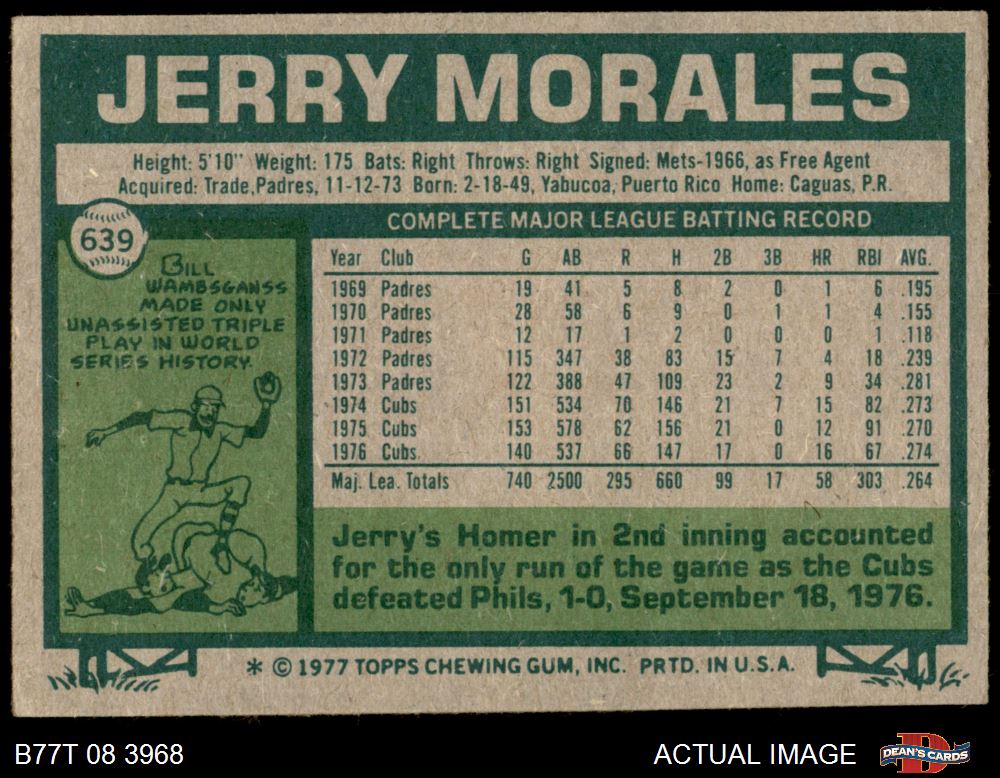 JERRY MORALES
Height: 5'10" Weight: 175 Bats: Right Throws: Right Signed: Mets-1966, as Free Agent
Acquired: Trade,Padres, 11-12-73 Born: 2-18-49, Yabucoa, Puerto Rico Home: Caguas, P.R.
639
BILL
WAMBSGANSS
MADE ONLY
UNASSISTED TRIPLE
PLAY IN WORLD
SERIES HISTORY.
COMPLETE MAJOR LEAGUE BATTING RECORD
Year Club G AB R H 2B 3B HR RBI AVG.
1969 Padres 19 41 5 8 2 0 1 6 .195
1970 Padres 28 58 6 9 0 1 1 4 .155
1971 Padres 12 17 1 2 0 0 0 1 .118
1972 Padres 115 347 38 83 15 7 4 18 .239
1973 Padres 122 388 47 109 23 2 9 34 .281
1974 Cubs 151 534 70 146 21 7 15 82 .273
1975 Cubs 153 578 62 156 21 0 12 91 .270
1976 Cubs 140 537 66 147 17 0 16 67 .274
Maj. Lea. Totals 740 2500 295 660 99 17 58 303 .264
Jerry's Homer in 2nd inning accounted
for the only run of the game as the Cubs
defeated Phils, 1-0, September 18, 1976.
* © 1977 TOPPS CHEWING GUM, INC. PRTD. IN U.S.A.
B77T 08 3968
ACTUAL IMAGE
D
DEAN'S CARDS